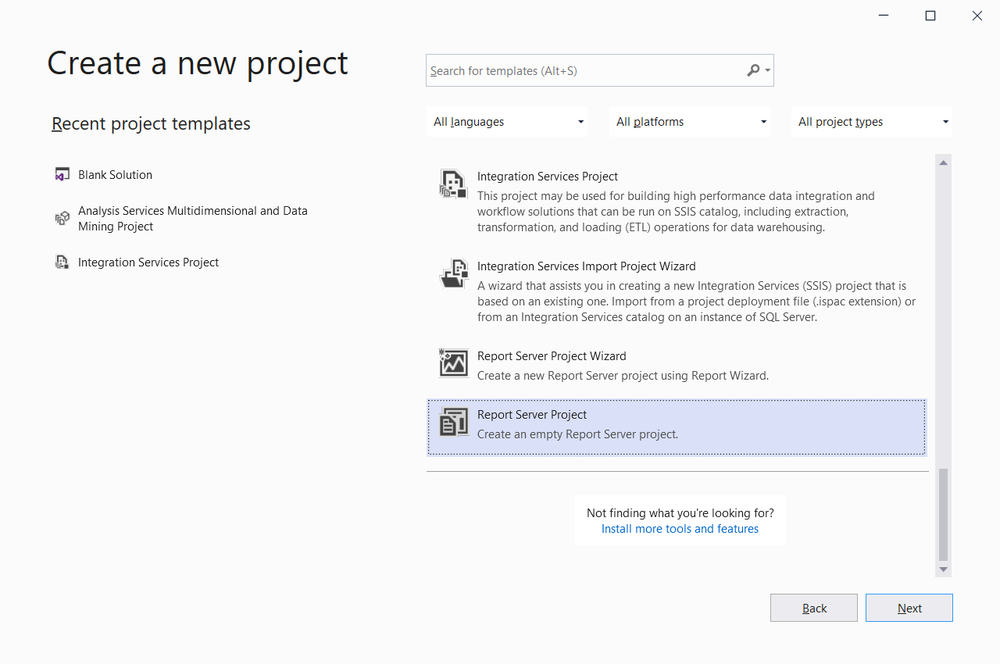 Create a new project
Search for templates (Alt+S)
Recent project templates
All languages
All platforms
All project types
Blank Solution
Analysis Services Multidimensional and Data
Mining Project
Integration Services Project
Integration Services Project
This project may be used for building high performance data integration and
workflow solutions that can be run on SSIS catalog, including extraction,
transformation, and loading (ETL) operations for data warehousing.
Integration Services Import Project Wizard
A wizard that assists you in creating a new Integration Services (SSIS) project that is
based on an existing one. Import from a project deployment file (.ispac extension) or
from an Integration Services catalog on an instance of SQL Server.
Report Server Project Wizard
Create a new Report Server project using Report Wizard.
Report Server Project
Create an empty Report Server project.
Not finding what you're looking for?
Install more tools and features
Back
Next